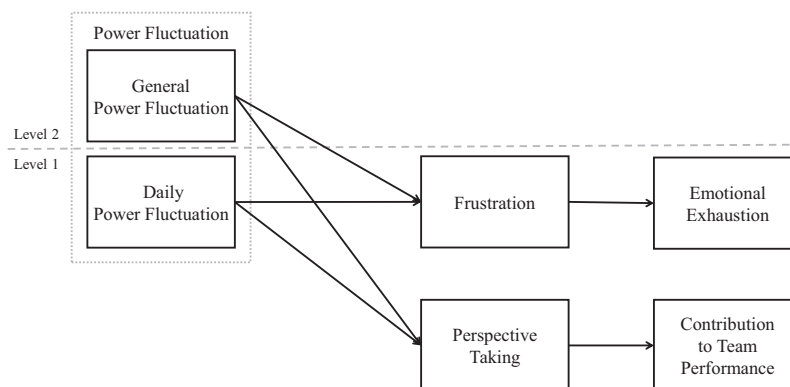 Power Fluctuation
General
Power Fluctuation
Level 2
Level 1
Daily
Power Fluctuation
Frustration
Emotional
Exhaustion
Perspective
Taking
Contribution
to Team
Performance